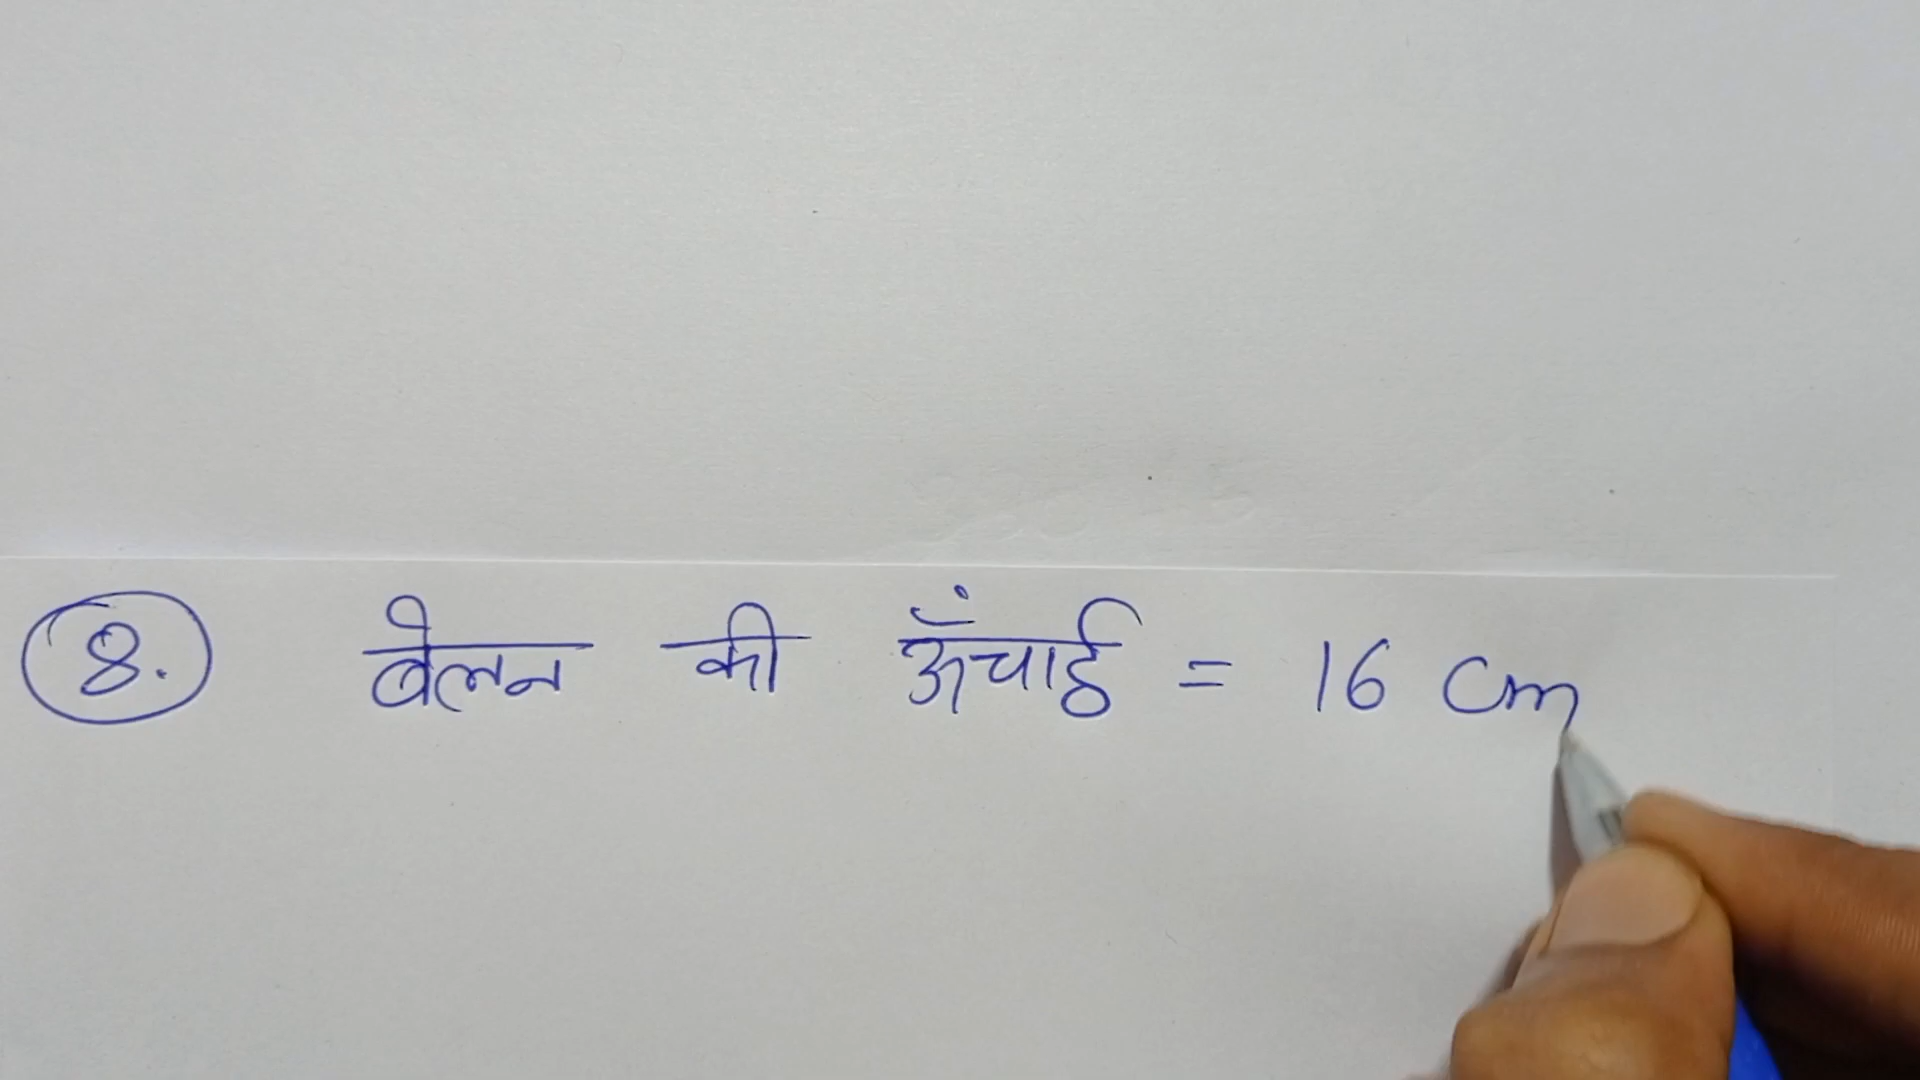 8. बेलन की ऊँचाई = 16 cm